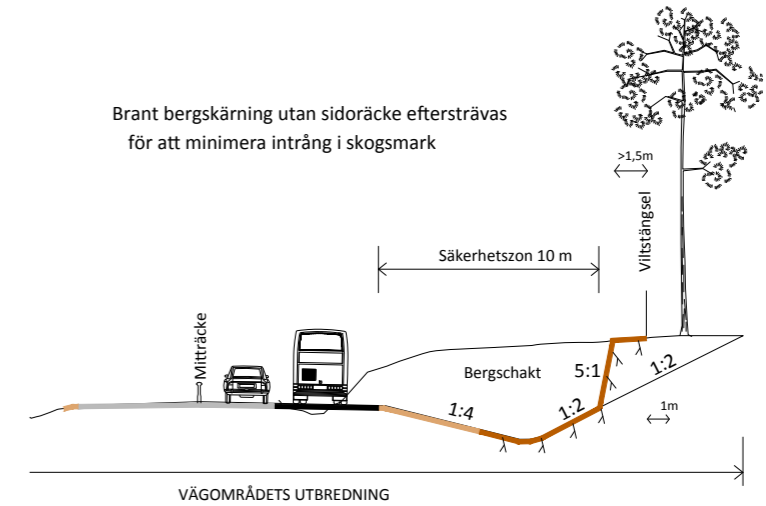 Brant bergskärning utan sidoräcke eftersträvas
för att minimera intrång i skogsmark
>1,5m
Viltstängsel
Säkerhetszon 10 m
Mitträcke
Bergschakt
5:1
1:2
1:4
1:2
1m
VÄGOMRÅDETS UTBREDNING